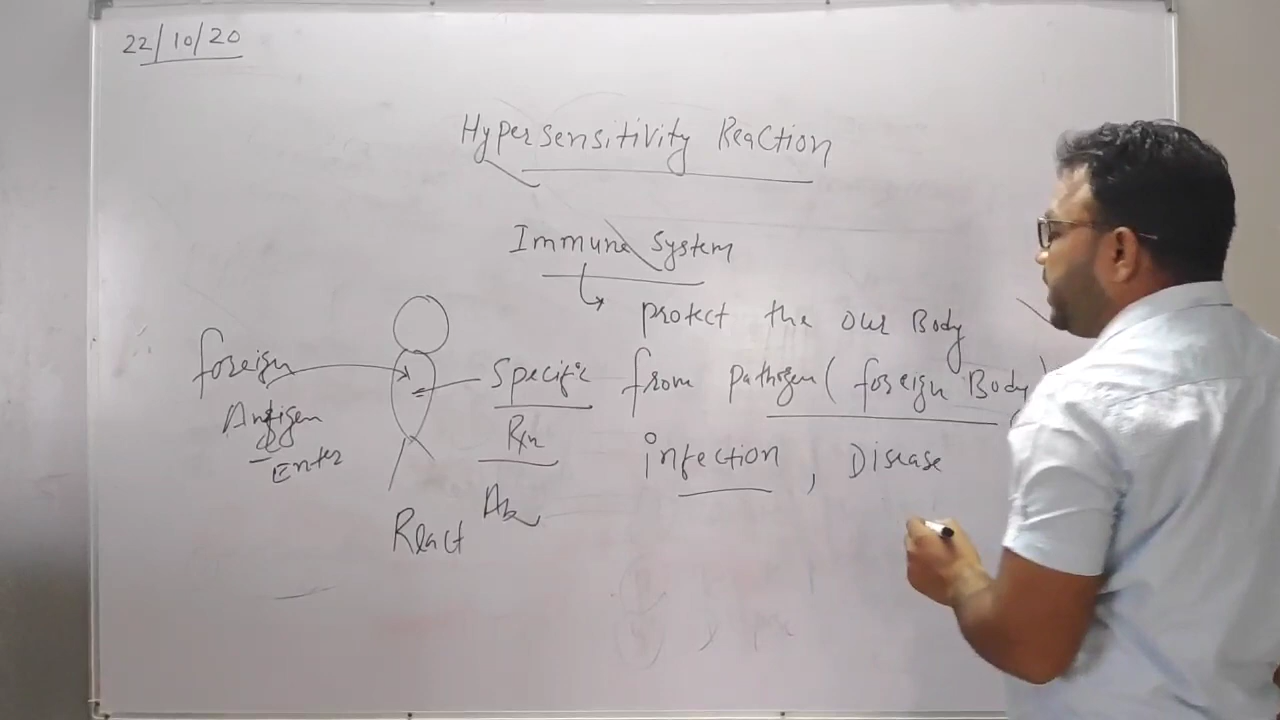 22/10/20
Hypersensitivity Reaction
Immune System
protect the our Body
from pathogen (foreign Body)
infection, Disease
foreign
Antigen
Enter
Specific
Rxn
Ab
React